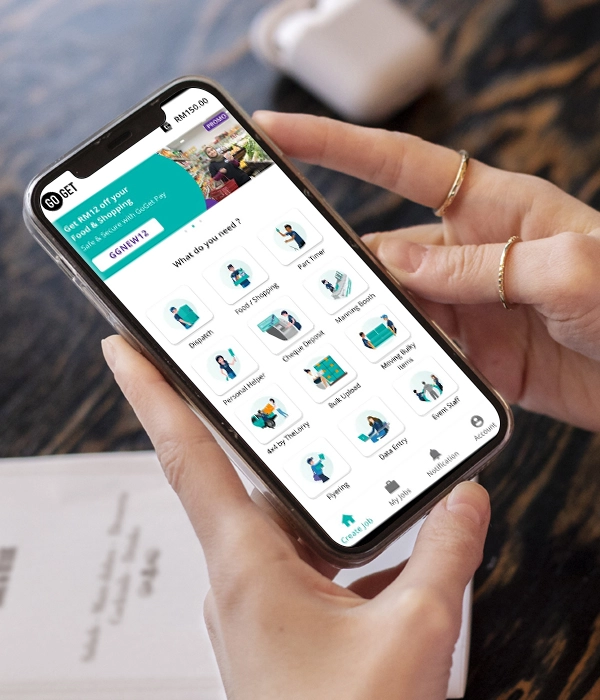 GO GET
RM150.00
PROMO
Get RM12 off your
Food & Shopping
Safe & Secure with GoGet Pay
GGNEW12
What do you need ?
Dispatch
Food / Shopping
Part Timer
Personal Helper
Cheque Deposit
Manning Booth
4x4 by TheLorry
Bulk Upload
Moving Bulky
Items
Flyering
Data Entry
Event Staff
Create Job
My Jobs
Notification
Account